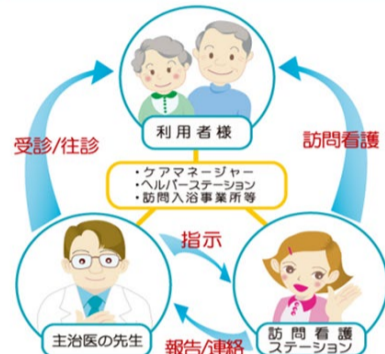 利用者様
受診/往診
訪問看護
・ケアマネージャー
・ヘルパーステーション
・訪問入浴事業所等
指示
主治医の先生
訪問看護
ステーション
報告/連絡